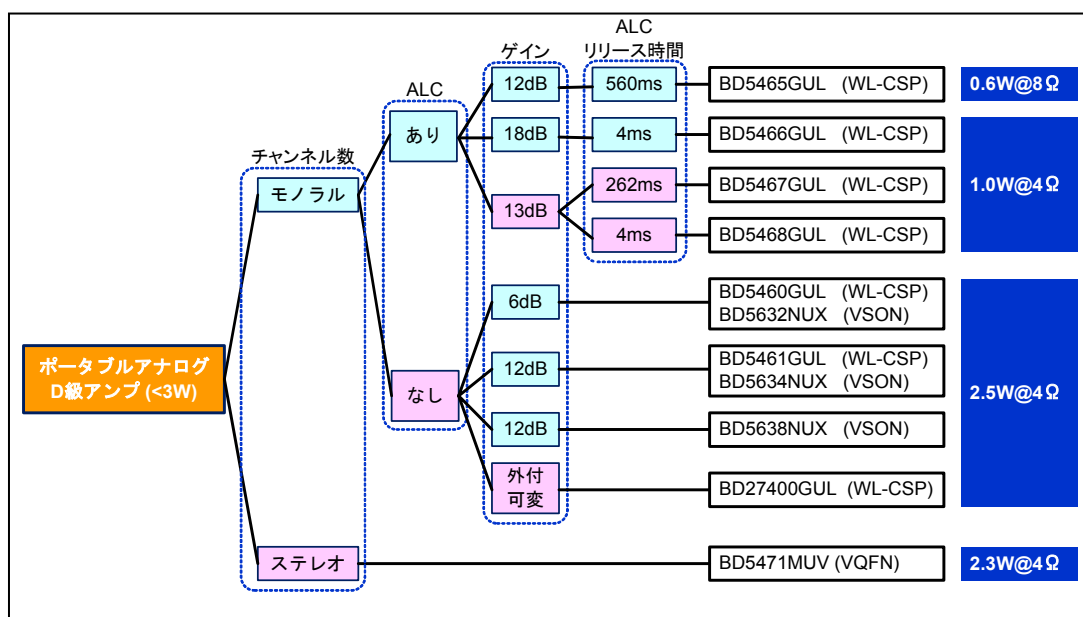 ALC
ゲイン
リリース時間
12dB
560ms
BD5465GUL (WL-CSP)
0.6W@8Ω
ALC
あり
18dB
4ms
BD5466GUL (WL-CSP)
1.0W@4Ω
チャンネル数
モノラル
13dB
262ms
BD5467GUL (WL-CSP)
4ms
BD5468GUL (WL-CSP)
6dB
BD5460GUL (WL-CSP)
BD5632NUX (VSON)
ポータブルアナログ
D級アンプ (<3W)
なし
12dB
BD5461GUL (WL-CSP)
BD5634NUX (VSON)
2.5W@4Ω
12dB
BD5638NUX (VSON)
外付
可変
BD27400GUL (WL-CSP)
ステレオ
BD5471MUV (VQFN)
2.3W@4Ω